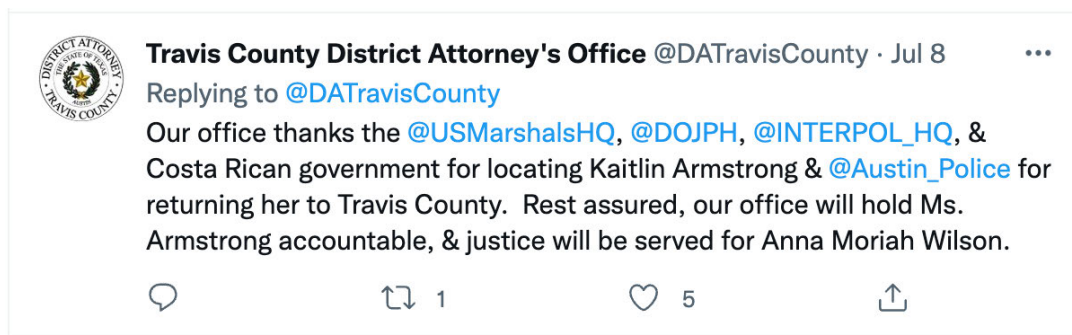 Travis County District Attorney's Office @DATravisCounty · Jul 8
Replying to @DATravisCounty
Our office thanks the @USMarshalsHQ, @DOJPH, @INTERPOL_HQ, &
Costa Rican government for locating Kaitlin Armstrong & @Austin_Police for
returning her to Travis County.  Rest assured, our office will hold Ms.
Armstrong accountable, & justice will be served for Anna Moriah Wilson.
1 5
DISTRICT ATTORNEY
THE STATE OF TEXAS
AUSTIN
TRAVIS COUNTY